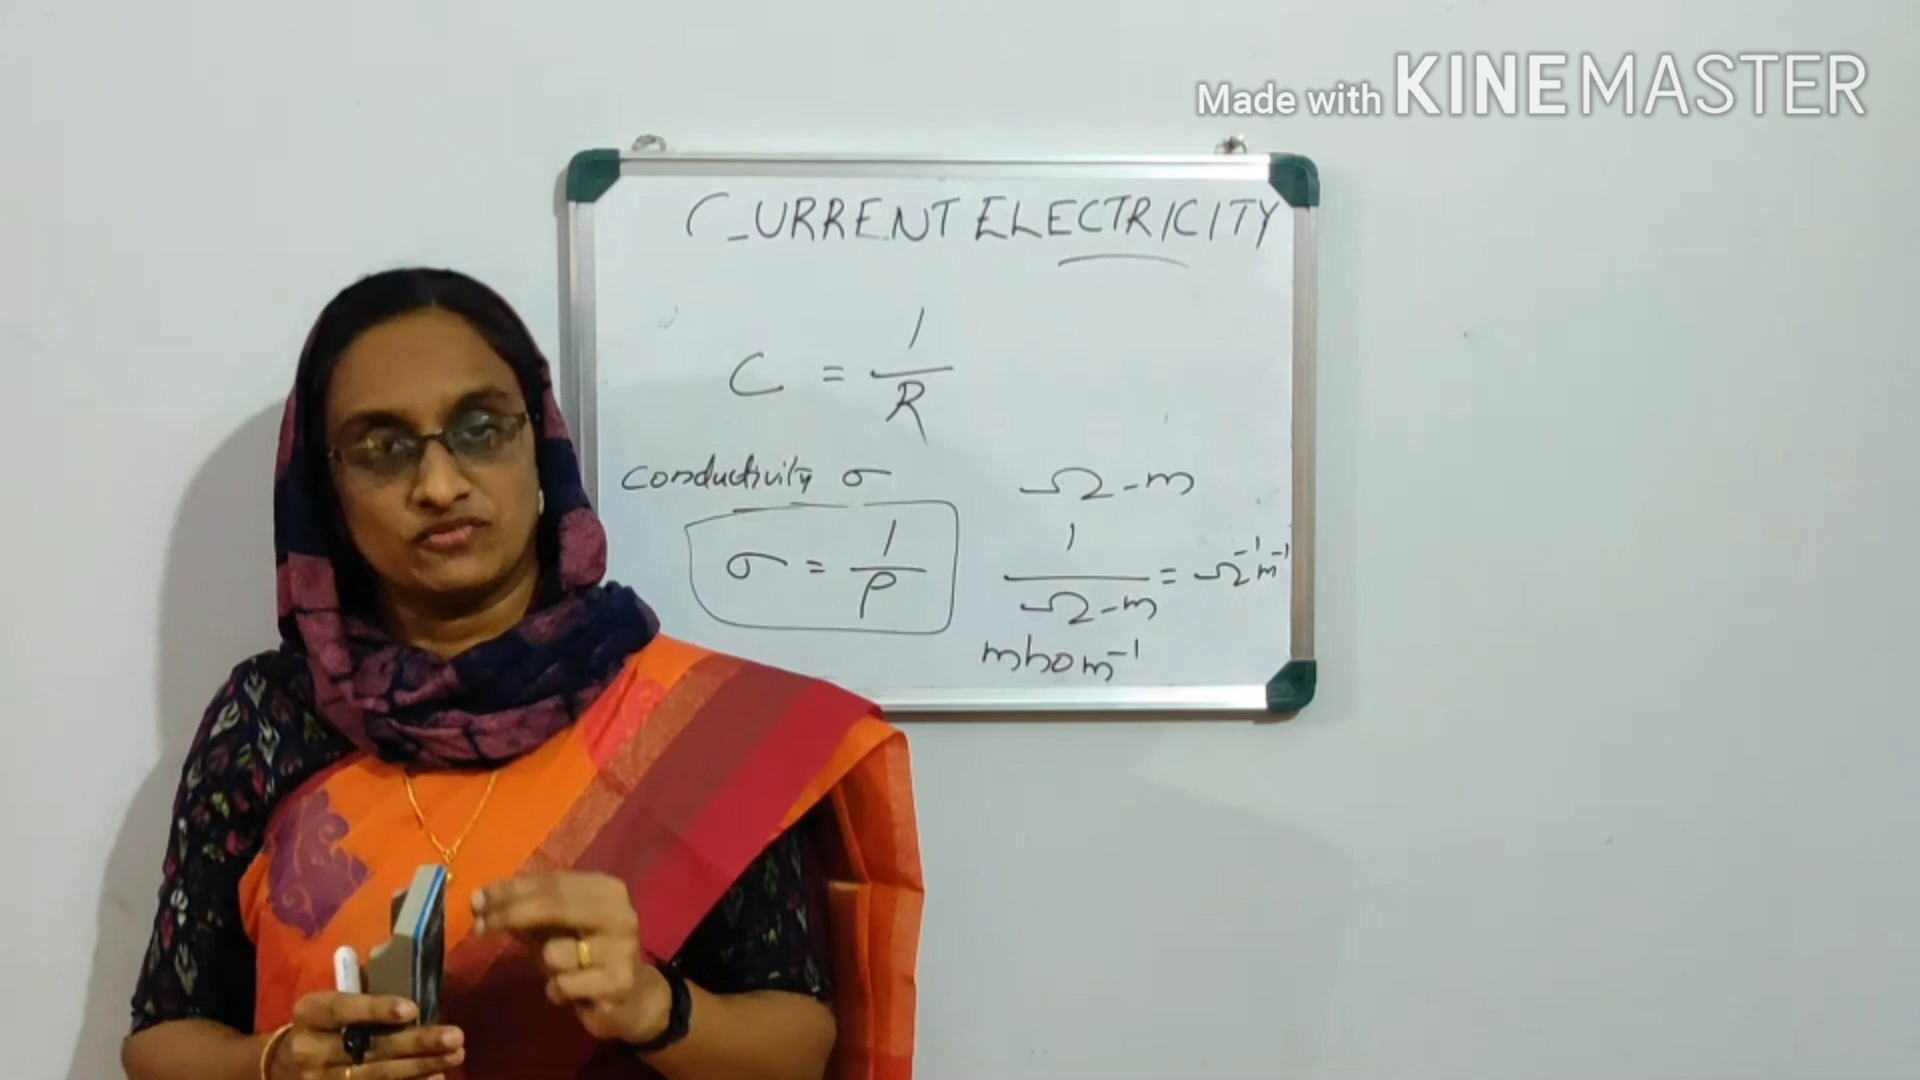 Made with KINEMASTER
CURRENT ELECTRICITY
C = 1/R
conductivity σ
σ = 1/ρ
Ω-m
1/Ω-m = Ω⁻¹m⁻¹
mho m⁻¹